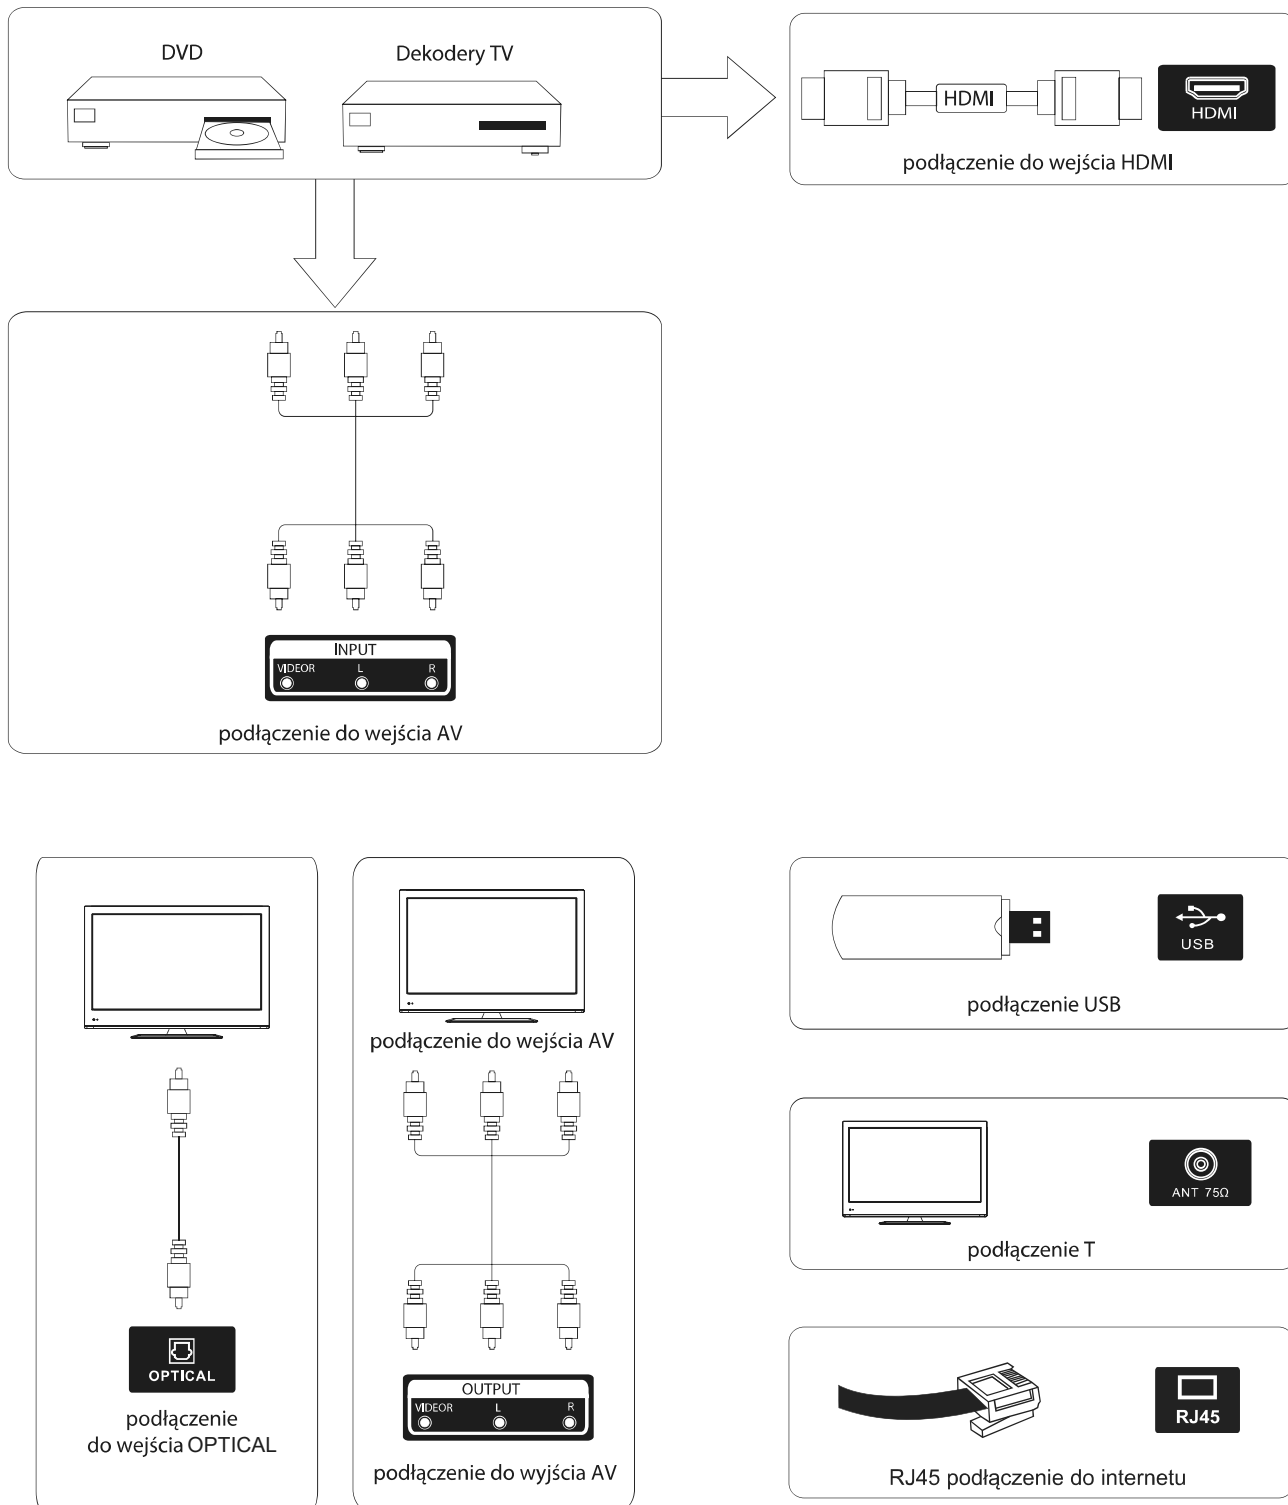 DVD
Dekodery TV
HDMI
HDMI
podłączenie do wejścia HDMI
INPUT
VIDEOR L R
podłączenie do wejścia AV
OPTICAL
podłączenie
do wejścia OPTICAL
podłączenie do wejścia AV
OUTPUT
VIDEOR L R
podłączenie do wyjścia AV
USB
podłączenie USB
ANT 75Ω
podłączenie T
RJ45
RJ45 podłączenie do internetu